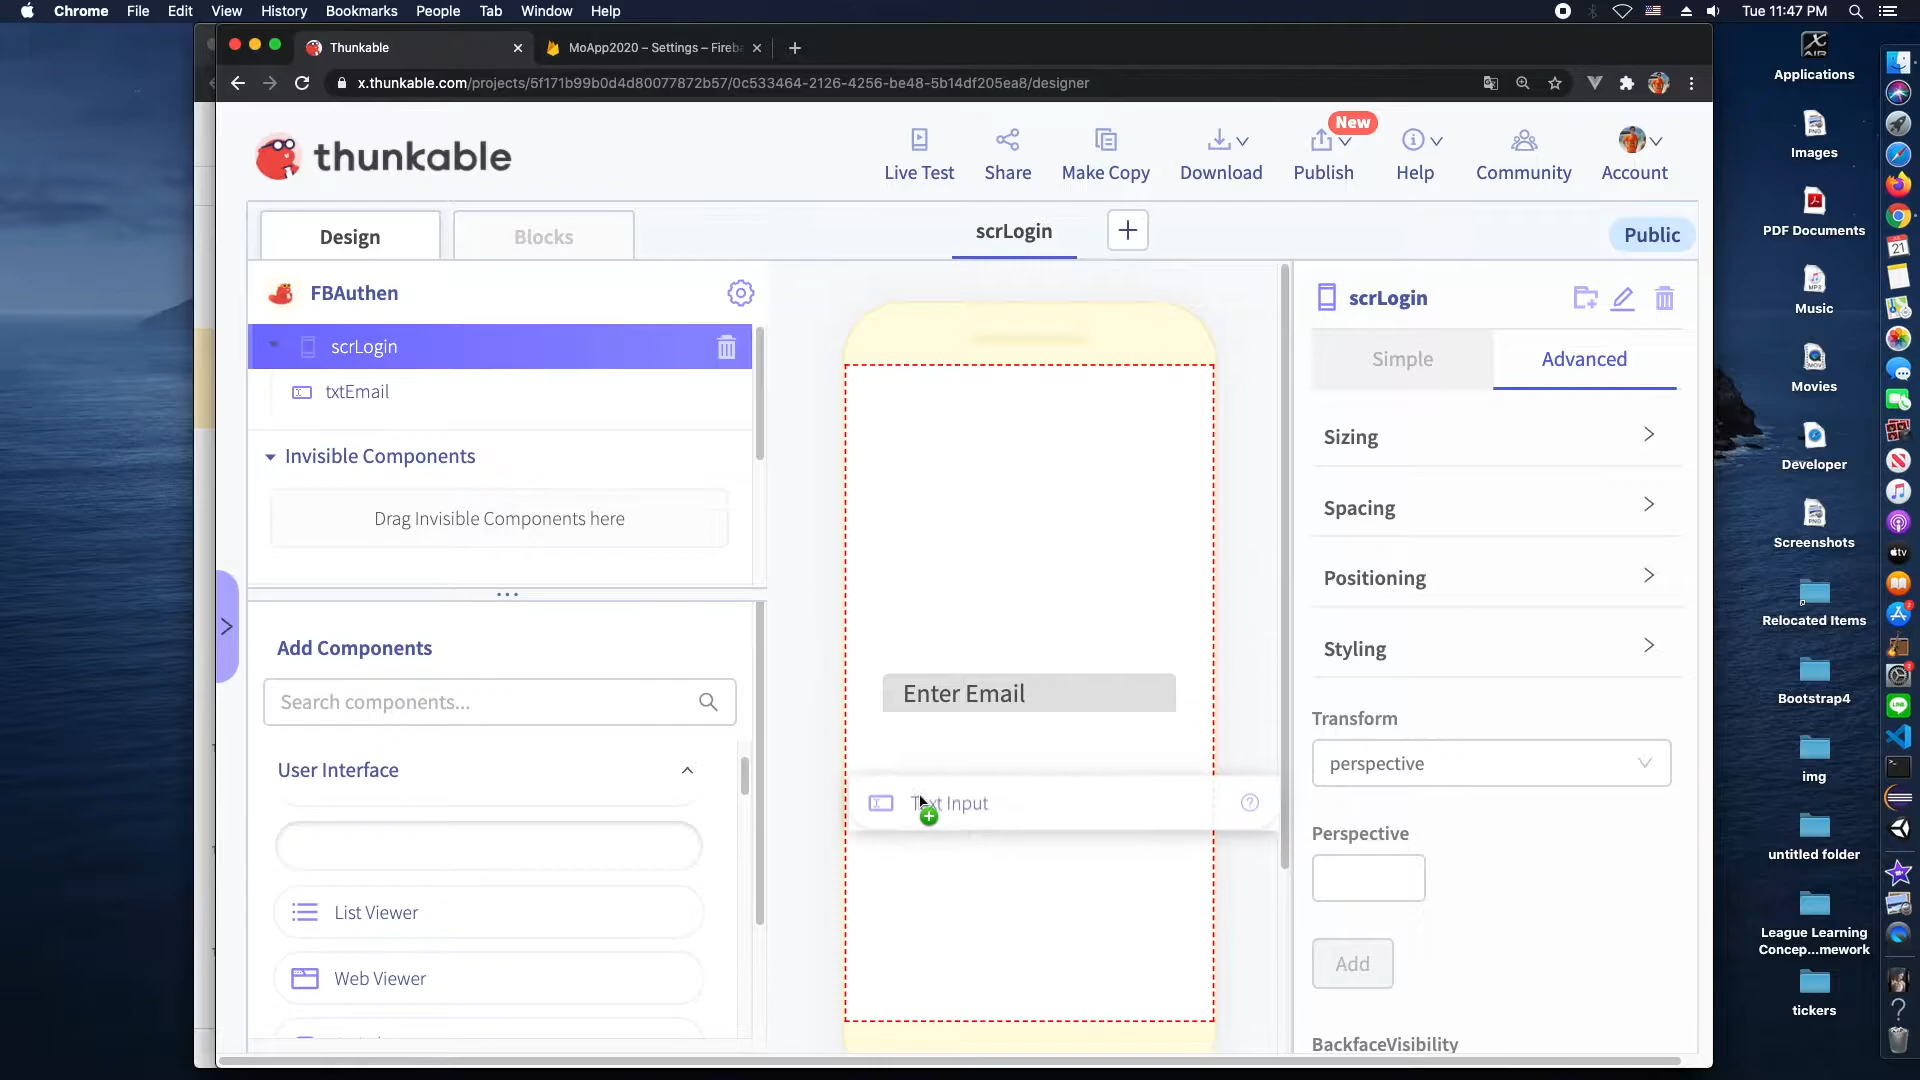 Chrome File Edit View History Bookmarks People Tab Window Help
Tue 11:47 PM
Thunkable
MoApp2020 – Settings – Fireba
x.thunkable.com/projects/5f171b99b0d4d80077872b57/0c533464-2126-4256-be48-5b14df205ea8/designer
thunkable
Live Test
Share
Make Copy
Download
New
Publish
Help
Community
Account
Design
Blocks
scrLogin
Public
FBAuthen
scrLogin
txtEmail
Invisible Components
Drag Invisible Components here
Add Components
Search components...
User Interface
List Viewer
Web Viewer
Enter Email
Text Input
scrLogin
Simple
Advanced
Sizing
Spacing
Positioning
Styling
Transform
perspective
Perspective
Add
BackfaceVisibility
Applications
Images
PDF Documents
Music
Movies
Developer
Screenshots
Relocated Items
Bootstrap4
img
untitled folder
League Learning
Concep...mework
tickers